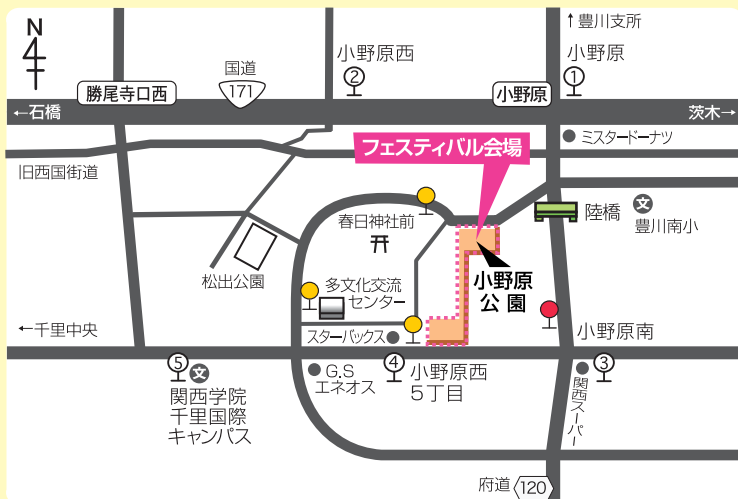 N
↑豊川支所
小野原西
②
小野原
①
国道
171
勝尾寺口西
小野原
←石橋
茨木→
ミスタードーナツ
フェスティバル会場
旧西国街道
文
陸橋
豊川南小
春日神社前
松出公園
小野原
公園
多文化交流
センター
←千里中央
スターバックス
小野原南
⑤
文
④
③
G.S
エネオス
小野原西
5丁目
関西学院
千里国際
キャンパス
関西スーパー
府道
120